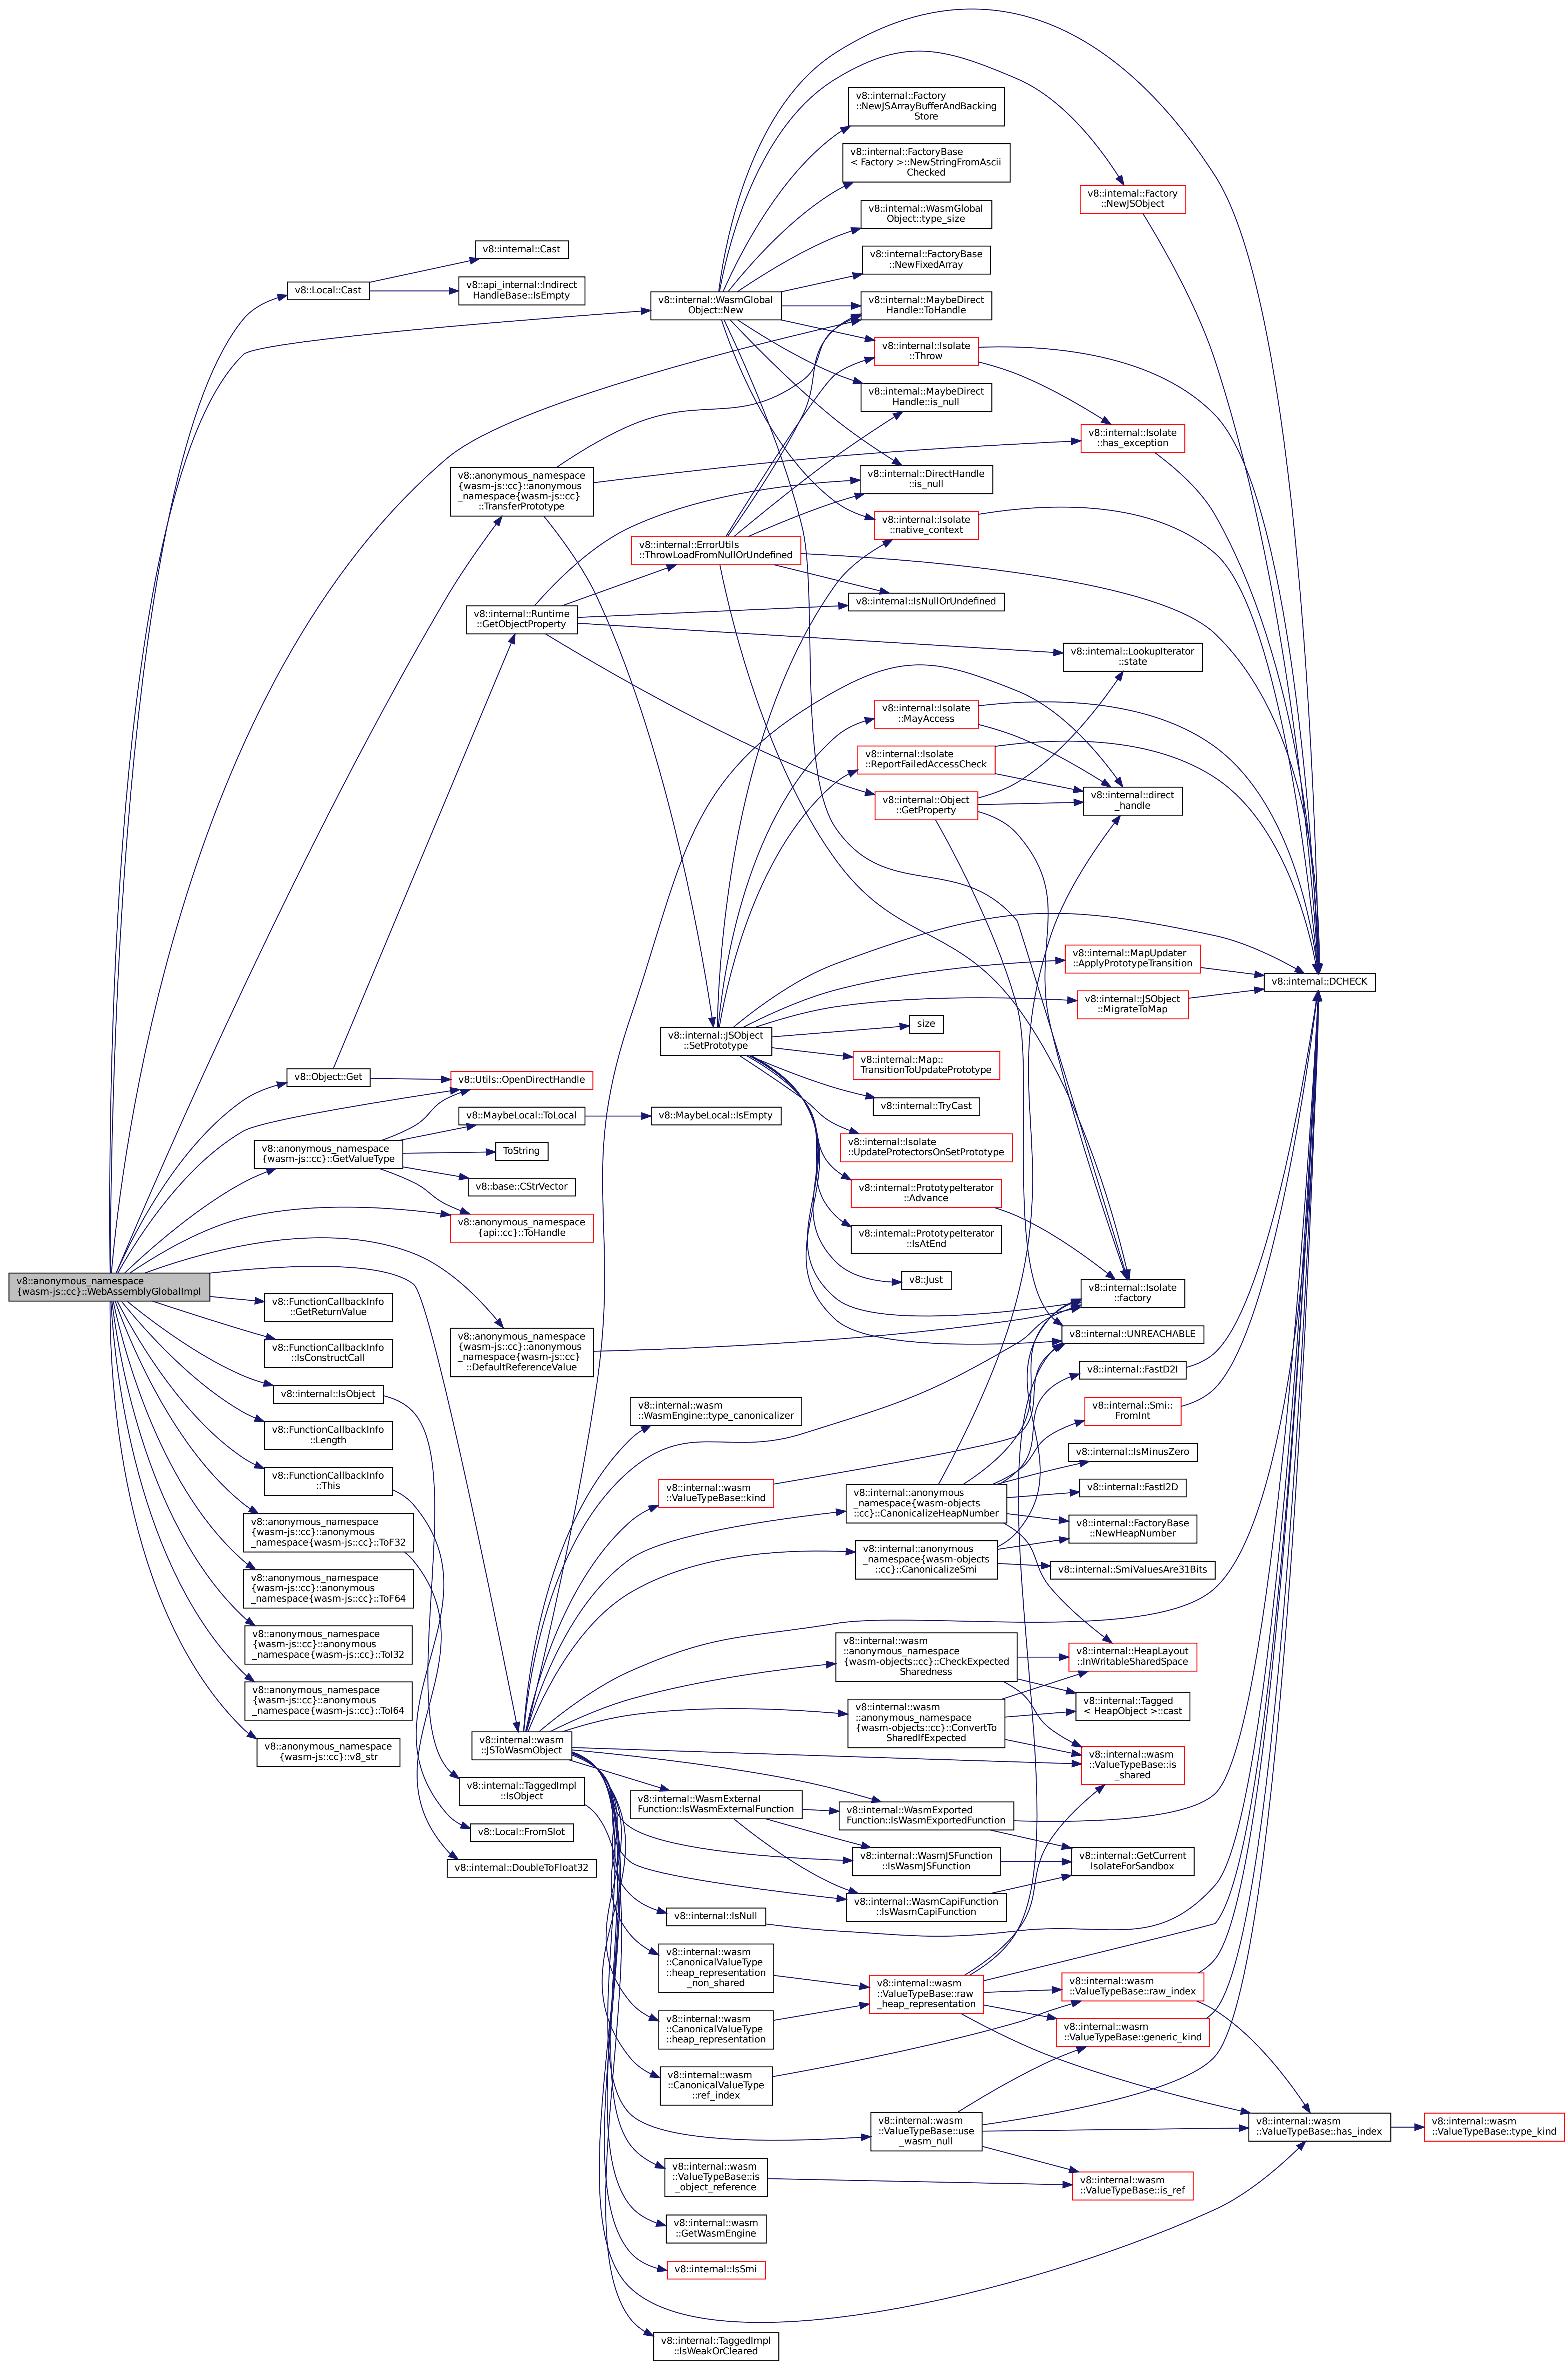 v8::internal::Factory
::NewJSArrayBufferAndBacking
Store
v8::internal::FactoryBase
< Factory >::NewStringFromAscii
Checked
v8::internal::Factory
::NewJSObject
v8::internal::WasmGlobal
Object::type_size
v8::internal::Cast
v8::internal::FactoryBase
::NewFixedArray
v8::Local::Cast
v8::api_internal::Indirect
HandleBase::IsEmpty
v8::internal::WasmGlobal
Object::New
v8::internal::MaybeDirect
Handle::ToHandle
v8::internal::Isolate
::Throw
v8::internal::MaybeDirect
Handle::is_null
v8::internal::Isolate
::has_exception
v8::anonymous_namespace
{wasm-js::cc}::anonymous
_namespace{wasm-js::cc}
::TransferPrototype
v8::internal::DirectHandle
::is_null
v8::internal::Isolate
::native_context
v8::internal::ErrorUtils
::ThrowLoadFromNullOrUndefined
v8::internal::IsNullOrUndefined
v8::internal::Runtime
::GetObjectProperty
v8::internal::LookupIterator
::state
v8::internal::Isolate
::MayAccess
v8::internal::Isolate
::ReportFailedAccessCheck
v8::internal::Object
::GetProperty
v8::internal::direct
_handle
v8::internal::MapUpdater
::ApplyPrototypeTransition
v8::internal::DCHECK
v8::internal::JSObject
::MigrateToMap
size
v8::internal::JSObject
::SetPrototype
v8::internal::Map::
TransitionToUpdatePrototype
v8::Object::Get
v8::Utils::OpenDirectHandle
v8::internal::TryCast
v8::MaybeLocal::ToLocal
v8::MaybeLocal::IsEmpty
v8::internal::Isolate
::UpdateProtectorsOnSetPrototype
v8::anonymous_namespace
{wasm-js::cc}::GetValueType
ToString
v8::base::CStrVector
v8::internal::PrototypeIterator
::Advance
v8::anonymous_namespace
{api::cc}::ToHandle
v8::internal::PrototypeIterator
::IsAtEnd
v8::Just
v8::anonymous_namespace
{wasm-js::cc}::WebAssemblyGlobalImpl
v8::internal::Isolate
::factory
v8::FunctionCallbackInfo
::GetReturnValue
v8::internal::UNREACHABLE
v8::FunctionCallbackInfo
::IsConstructCall
v8::anonymous_namespace
{wasm-js::cc}::anonymous
_namespace{wasm-js::cc}
::DefaultReferenceValue
v8::internal::FastD2I
v8::internal::IsObject
v8::internal::wasm
::WasmEngine::type_canonicalizer
v8::internal::Smi::
FromInt
v8::FunctionCallbackInfo
::Length
v8::internal::IsMinusZero
v8::FunctionCallbackInfo
::This
v8::internal::wasm
::ValueTypeBase::kind
v8::internal::anonymous
_namespace{wasm-objects
::cc}::CanonicalizeHeapNumber
v8::internal::FastI2D
v8::anonymous_namespace
{wasm-js::cc}::anonymous
_namespace{wasm-js::cc}::ToF32
v8::internal::FactoryBase
::NewHeapNumber
v8::internal::anonymous
_namespace{wasm-objects
::cc}::CanonicalizeSmi
v8::internal::SmiValuesAre31Bits
v8::anonymous_namespace
{wasm-js::cc}::anonymous
_namespace{wasm-js::cc}::ToF64
v8::anonymous_namespace
{wasm-js::cc}::anonymous
_namespace{wasm-js::cc}::ToI32
v8::internal::wasm
::anonymous_namespace
{wasm-objects::cc}::CheckExpected
Sharedness
v8::internal::HeapLayout
::InWritableSharedSpace
v8::anonymous_namespace
{wasm-js::cc}::anonymous
_namespace{wasm-js::cc}::ToI64
v8::internal::Tagged
< HeapObject >::cast
v8::internal::wasm
::anonymous_namespace
{wasm-objects::cc}::ConvertTo
SharedIfExpected
v8::internal::wasm
::JSToWasmObject
v8::anonymous_namespace
{wasm-js::cc}::v8_str
v8::internal::wasm
::ValueTypeBase::is
_shared
v8::internal::TaggedImpl
::IsObject
v8::internal::WasmExternal
Function::IsWasmExternalFunction
v8::internal::WasmExported
Function::IsWasmExportedFunction
v8::Local::FromSlot
v8::internal::WasmJSFunction
::IsWasmJSFunction
v8::internal::GetCurrent
IsolateForSandbox
v8::internal::DoubleToFloat32
v8::internal::WasmCapiFunction
::IsWasmCapiFunction
v8::internal::IsNull
v8::internal::wasm
::CanonicalValueType
::heap_representation
_non_shared
v8::internal::wasm
::ValueTypeBase::raw
_heap_representation
v8::internal::wasm
::ValueTypeBase::raw_index
v8::internal::wasm
::CanonicalValueType
::heap_representation
v8::internal::wasm
::ValueTypeBase::generic_kind
v8::internal::wasm
::CanonicalValueType
::ref_index
v8::internal::wasm
::ValueTypeBase::use
_wasm_null
v8::internal::wasm
::ValueTypeBase::has_index
v8::internal::wasm
::ValueTypeBase::type_kind
v8::internal::wasm
::ValueTypeBase::is
_object_reference
v8::internal::wasm
::ValueTypeBase::is_ref
v8::internal::wasm
::GetWasmEngine
v8::internal::IsSmi
v8::internal::TaggedImpl
::IsWeakOrCleared